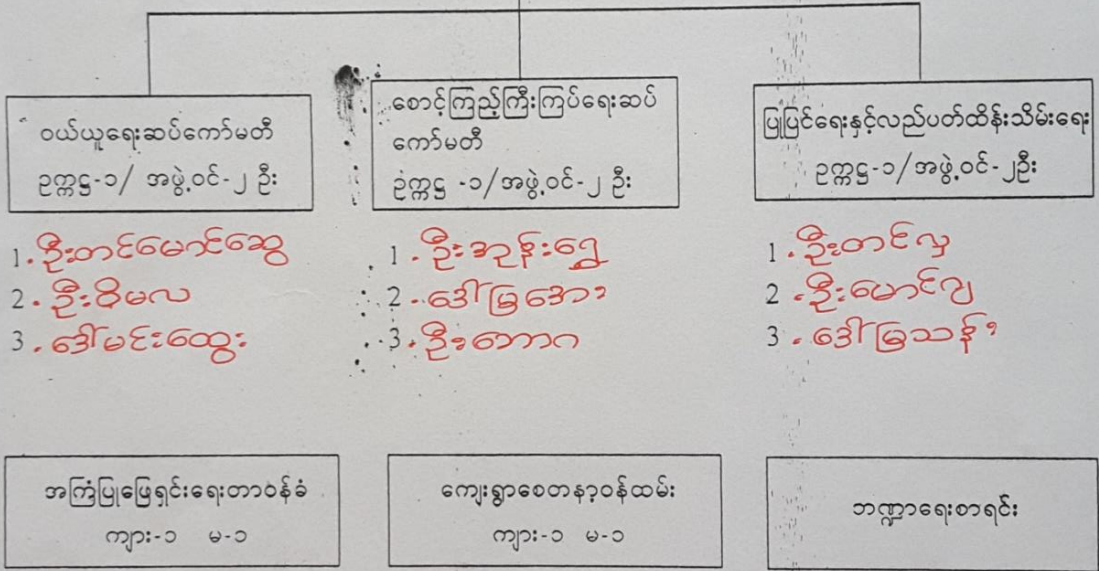 ဝယ်ယူရေးဆပ်ကော်မတီ
ဥက္ကဋ္ဌ-၁/ အဖွဲ့ဝင်-၂ ဦး
စောင့်ကြည့်ကြီးကြပ်ရေးဆပ်
ကော်မတီ
ဥက္ကဋ္ဌ -၁/အဖွဲ့ဝင်-၂ ဦး
ပြုပြင်ရေးနှင့်လည်ပတ်ထိန်းသိမ်းရေး
ဥက္ကဋ္ဌ-၁/အဖွဲ့ဝင်-၂ဦး
1. ဦးတင်မောင်ဆွေ
2. ဦးဝိမလ
3. ဒေါ်မင်းထွေး
1. ဦးအုန်းရွှေ
2. ဒေါ်မြအေး
3. ဦးဘောဂ
1. ဦးတင်လှ
2. ဦးမောင်ဂျ
3. ဒေါ်မြသန်း
အကြံပြုဖြေရှင်းရေးတာဝန်ခံ
ကျား-၁ မ-၁
ကျေးရွာစေတနာ့ဝန်ထမ်း
ကျား-၁ မ-၁
ဘဏ္ဍာရေးစာရင်း